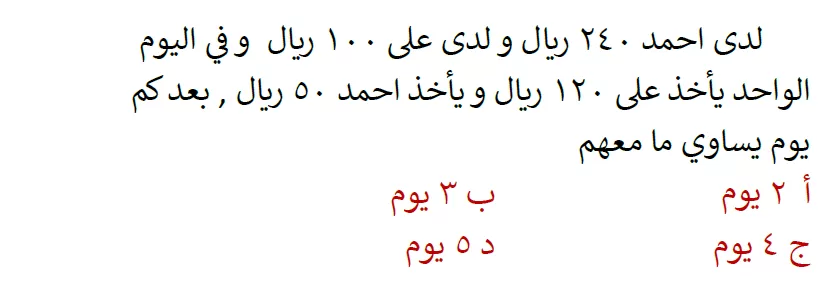 لدى احمد ٢٤٠ ريال و لدى على ١٠٠ ريال و في اليوم
الواحد يأخذ على ١٢٠ ريال و يأخذ احمد ٥٠ ريال , بعد كم
يوم يساوي ما معهم
أ ٢ يوم ب ٣ يوم
ج ٤ يوم د ٥ يوم